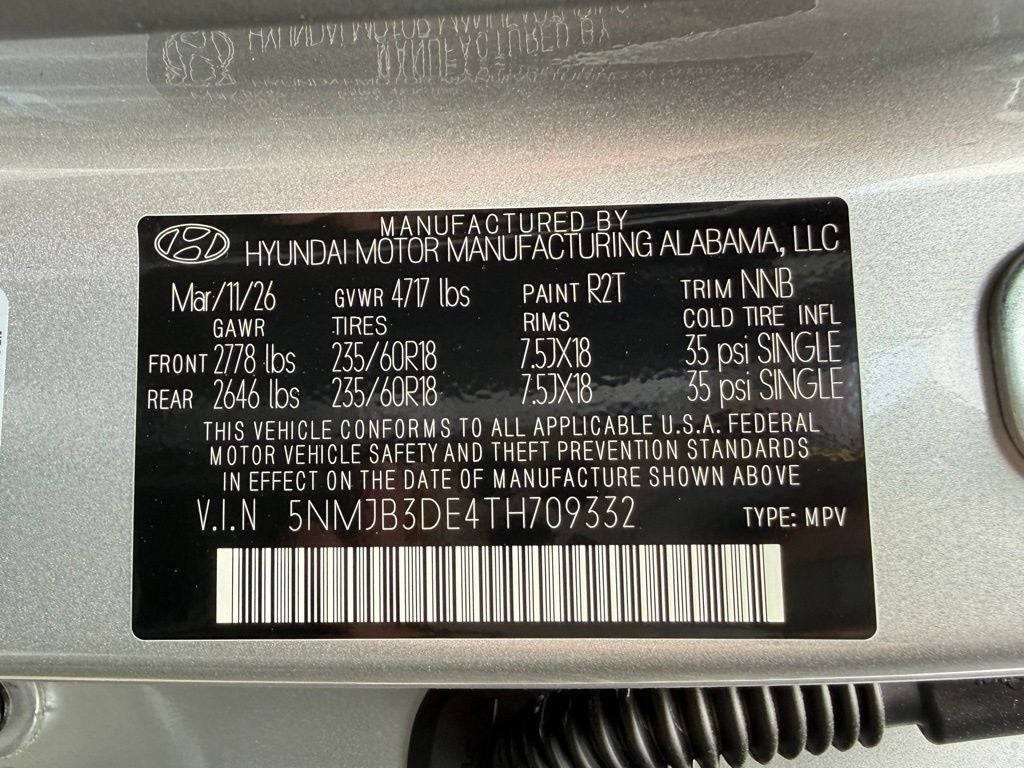 MANUFACTURED BY
HYUNDAI MOTOR MANUFACTURING ALABAMA, LLC
Mar/11/26 GVWR 4717 lbs PAINT R2T TRIM NNB
GAWR TIRES RIMS COLD TIRE INFL
FRONT 2778 lbs 235/60R18 7.5JX18 35 psi SINGLE
REAR 2646 lbs 235/60R18 7.5JX18 35 psi SINGLE
THIS VEHICLE CONFORMS TO ALL APPLICABLE U.S.A. FEDERAL
MOTOR VEHICLE SAFETY AND THEFT PREVENTION STANDARDS
IN EFFECT ON THE DATE OF MANUFACTURE SHOWN ABOVE
V.I.N 5NMJB3DE4TH709332 TYPE: MPV